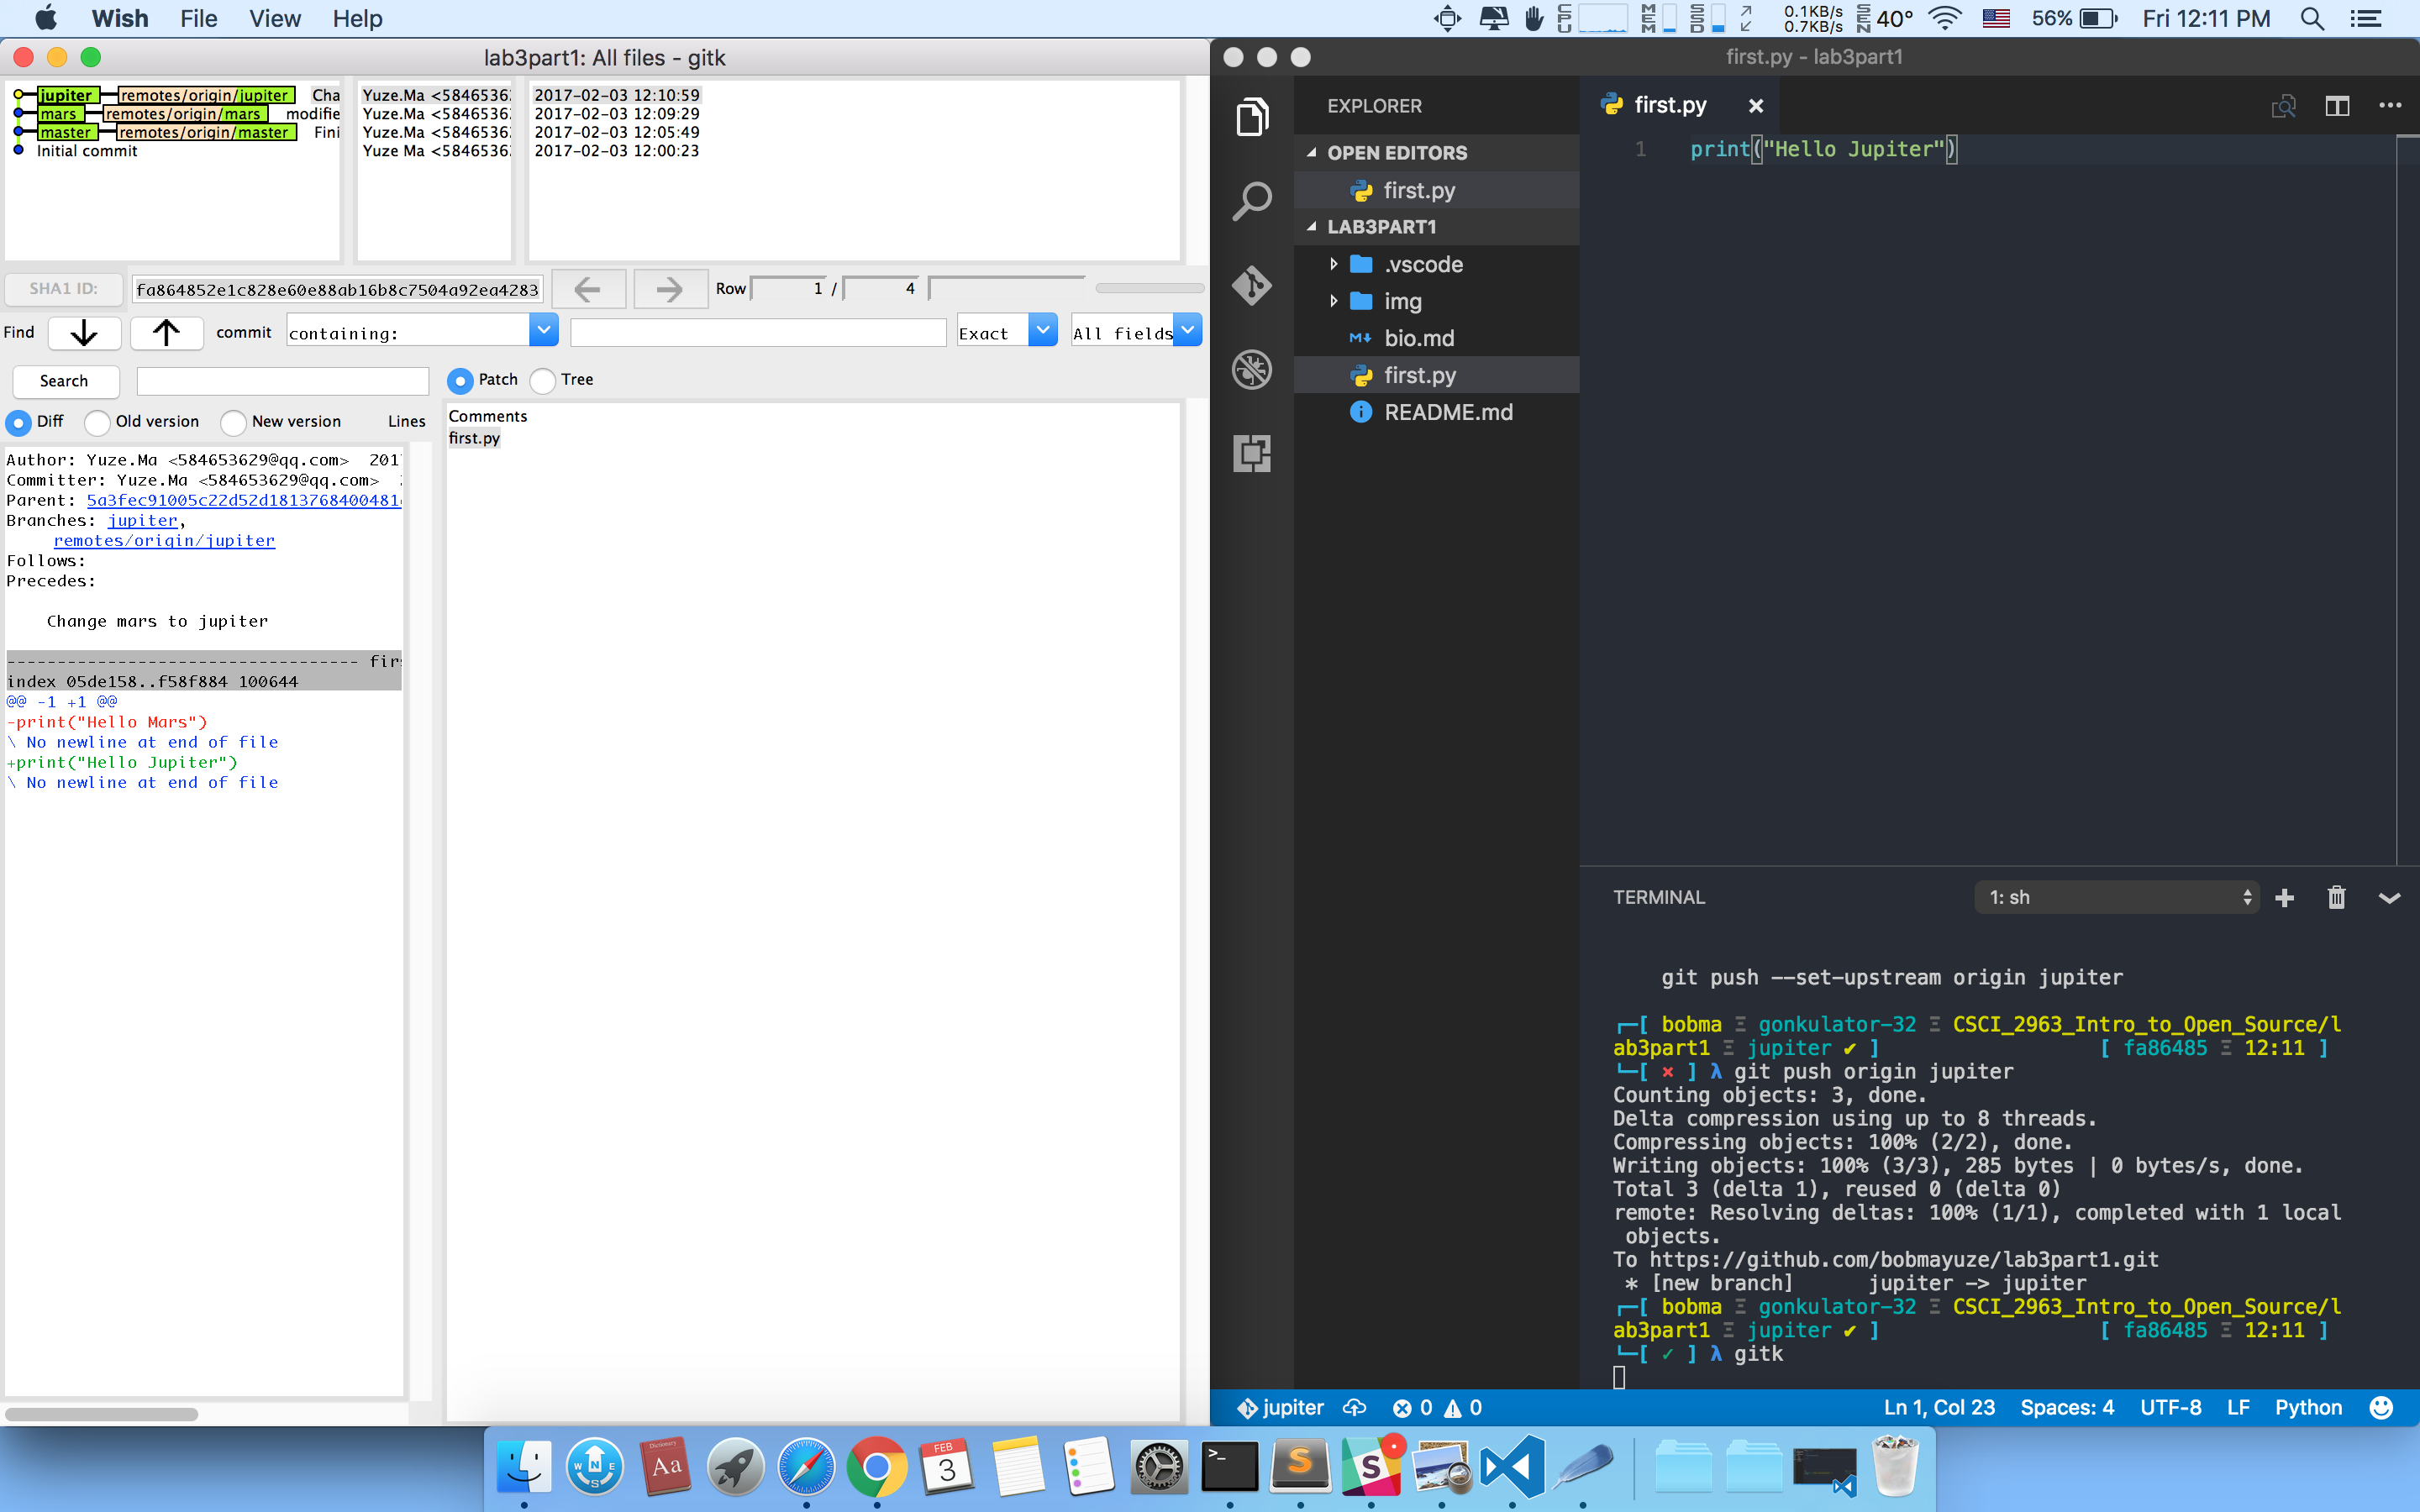 Wish File View Help
CPU MEM SSD 0.1KB/s 0.7KB/s SEN 40° 56% Fri 12:11 PM
lab3part1: All files - gitk
jupiter remotes/origin/jupiter Cha Yuze.Ma <5846536 2017-02-03 12:10:59
mars remotes/origin/mars modifie Yuze.Ma <5846536 2017-02-03 12:09:29
master remotes/origin/master Fini Yuze.Ma <5846536 2017-02-03 12:05:49
Initial commit Yuze Ma <5846536 2017-02-03 12:00:23
SHA1 ID: fa864852e1c828e60e88ab16b8c7504a92ea4283 Row 1 / 4
Find commit containing: Exact All fields
Search Patch Tree
Diff Old version New version Lines
Comments
first.py
Author: Yuze.Ma <584653629@qq.com> 201
Committer: Yuze.Ma <584653629@qq.com>
Parent: 5a3fec91005c22d52d1813768400481
Branches: jupiter,
remotes/origin/jupiter
Follows:
Precedes:
Change mars to jupiter
----------------------------------- firs
index 05de158..f58f884 100644
@@ -1 +1 @@
-print("Hello Mars")
\ No newline at end of file
+print("Hello Jupiter")
\ No newline at end of file
first.py - lab3part1
EXPLORER
OPEN EDITORS
first.py
LAB3PART1
.vscode
img
bio.md
first.py
README.md
first.py
1 print("Hello Jupiter")
TERMINAL 1: sh
git push --set-upstream origin jupiter
┌─[ bobma Ξ gonkulator-32 Ξ CSCI_2963_Intro_to_Open_Source/l
ab3part1 Ξ jupiter ✔ ] [ fa86485 Ξ 12:11 ]
└─[ ✖ ] λ git push origin jupiter
Counting objects: 3, done.
Delta compression using up to 8 threads.
Compressing objects: 100% (2/2), done.
Writing objects: 100% (3/3), 285 bytes | 0 bytes/s, done.
Total 3 (delta 1), reused 0 (delta 0)
remote: Resolving deltas: 100% (1/1), completed with 1 local
objects.
To https://github.com/bobmayuze/lab3part1.git
* [new branch] jupiter -> jupiter
┌─[ bobma Ξ gonkulator-32 Ξ CSCI_2963_Intro_to_Open_Source/l
ab3part1 Ξ jupiter ✔ ] [ fa86485 Ξ 12:11 ]
└─[ ✓ ] λ gitk
jupiter 0 0 Ln 1, Col 23 Spaces: 4 UTF-8 LF Python
Dictionary
Aa
FEB
3